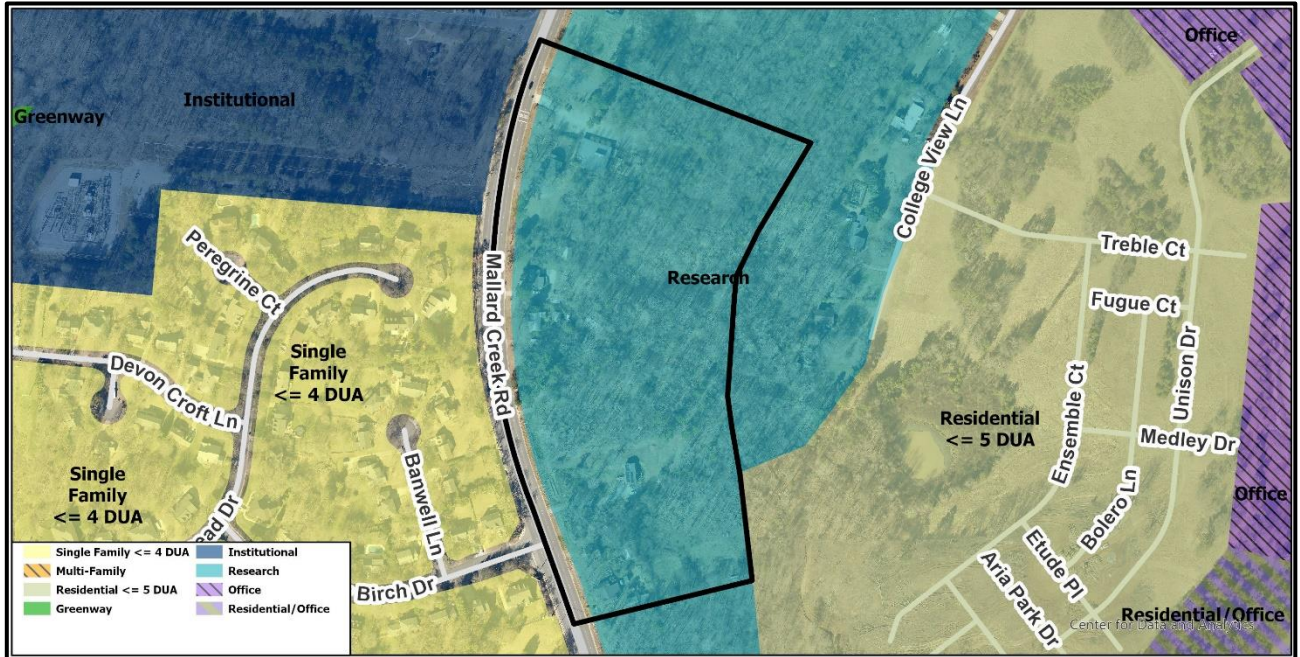 Office
Institutional
Greenway
College View Ln
Peregrine Ct
Mallard Creek Rd
Treble Ct
Research
Fugue Ct
Single
Family
<= 4 DUA
Devon Croft Ln
Unison Dr
Ensemble Ct
Residential
<= 5 DUA
Medley Dr
Single
Family
<= 4 DUA
Banwell Ln
Bolero Ln
Office
ead Dr
Etude Pl
Aria Park Dr
Birch Dr
Residential/Office
Center for Data and Analytics
Single Family <= 4 DUA
Multi-Family
Residential <= 5 DUA
Greenway
Institutional
Research
Office
Residential/Office